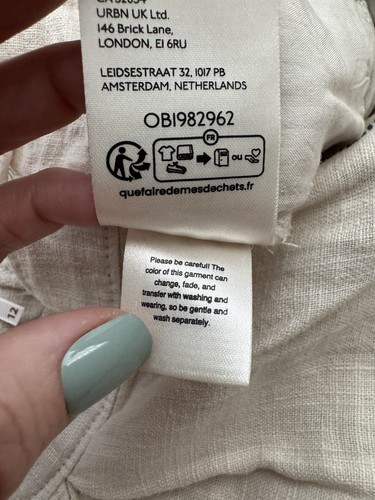 URBN UK Ltd.
146 Brick Lane,
LONDON, E1 6RU
LEIDSESTRAAT 32, 1017 PB
AMSTERDAM, NETHERLANDS
OB1982962
FR
OU
quefairedemesdechets.fr
Please be careful! The
color of this garment can
change, fade, and
transfer with washing and
wearing, so be gentle and
wash separately.
12